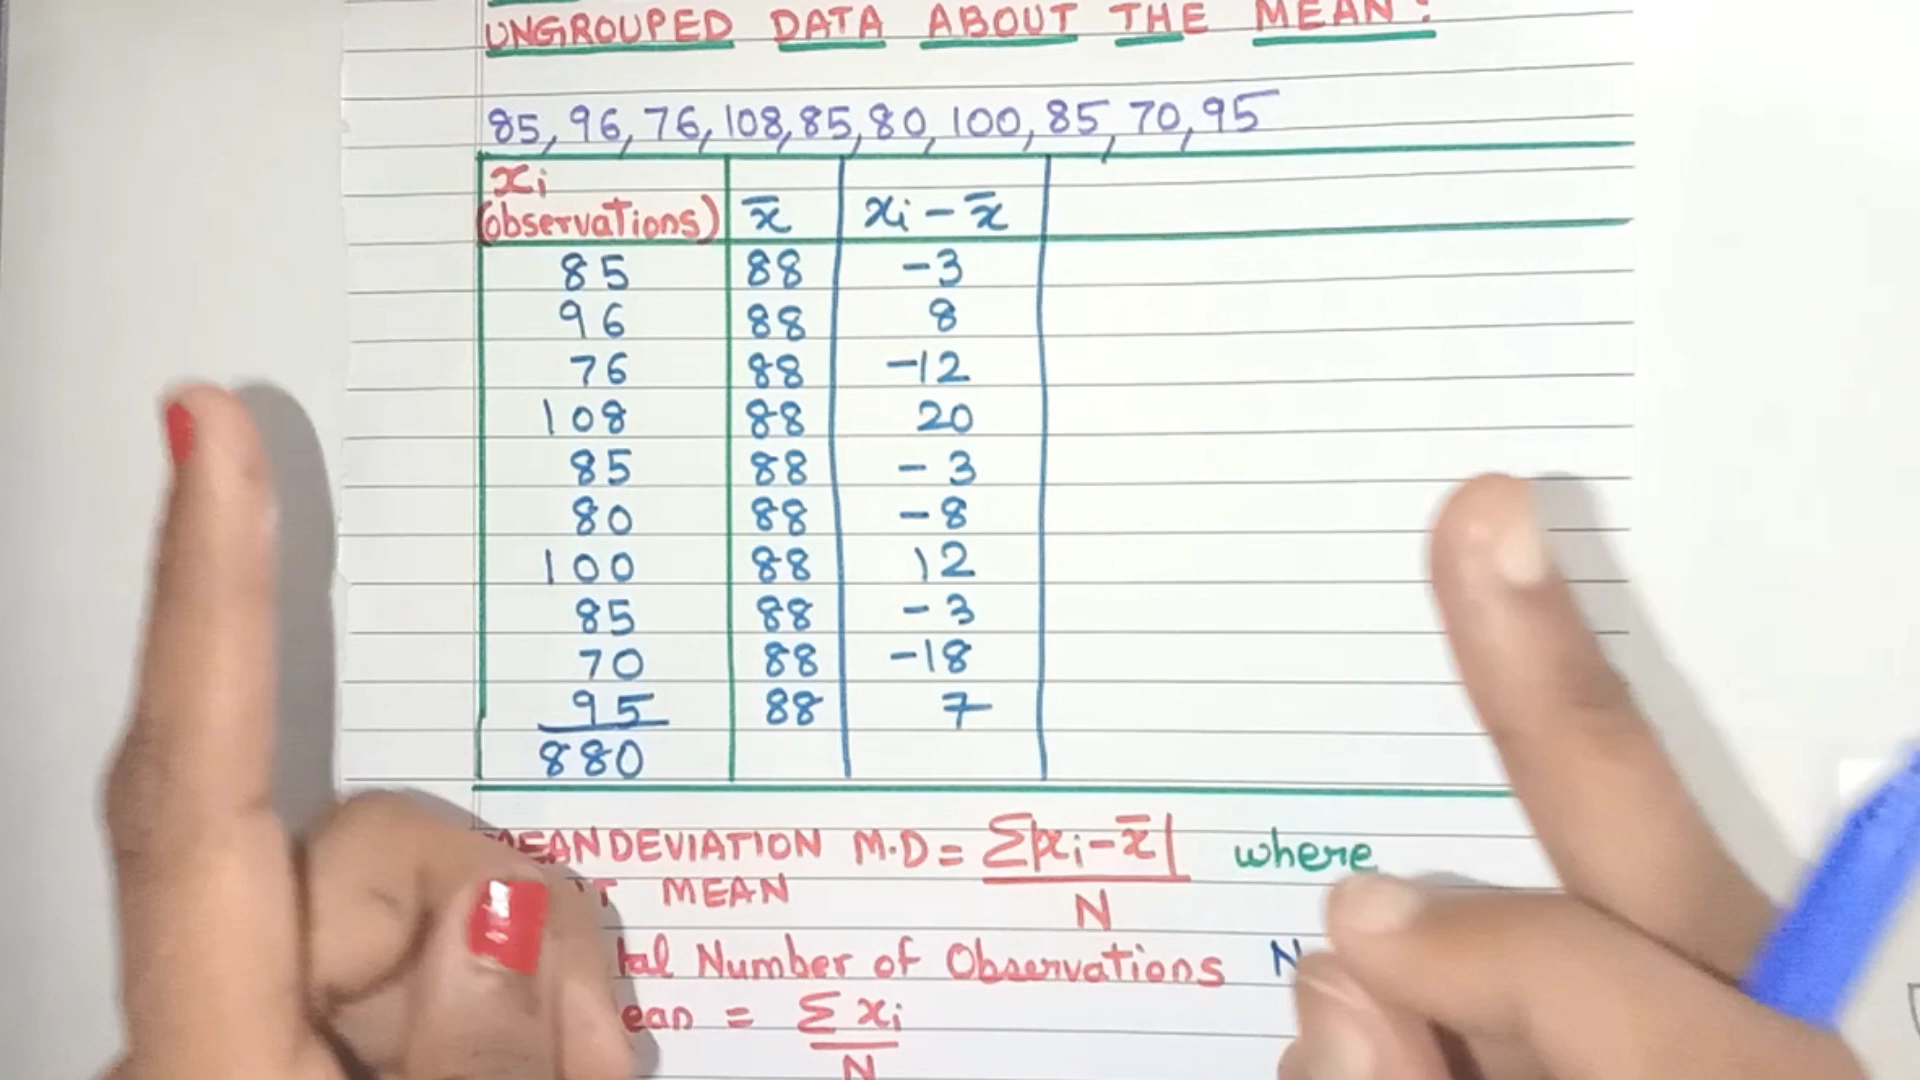 UNGROUPED DATA ABOUT THE MEAN:
85, 96, 76, 108, 85, 80, 100, 85, 70, 95
xi
(observations) x̄ xi - x̄
85 88 -3
96 88 8
76 88 -12
108 88 20
85 88 -3
80 88 -8
100 88 12
85 88 -3
70 88 -18
95 88 7
880
MEAN DEVIATION M.D = Σ|xi - x̄| where
MEAN N
Number of Observations N
= Σ xi
N